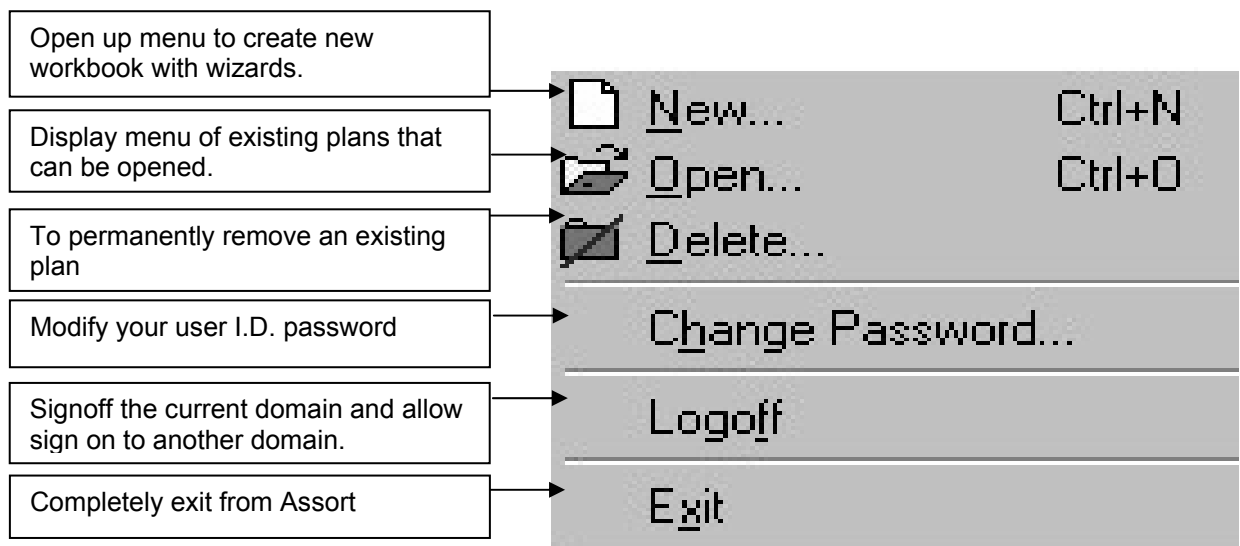 Open up menu to create new
workbook with wizards.
Display menu of existing plans that
can be opened.
To permanently remove an existing
plan
Modify your user I.D. password
Signoff the current domain and allow
sign on to another domain.
Completely exit from Assort
New... Ctrl+N
Open... Ctrl+O
Delete...
Change Password...
Logoff
Exit